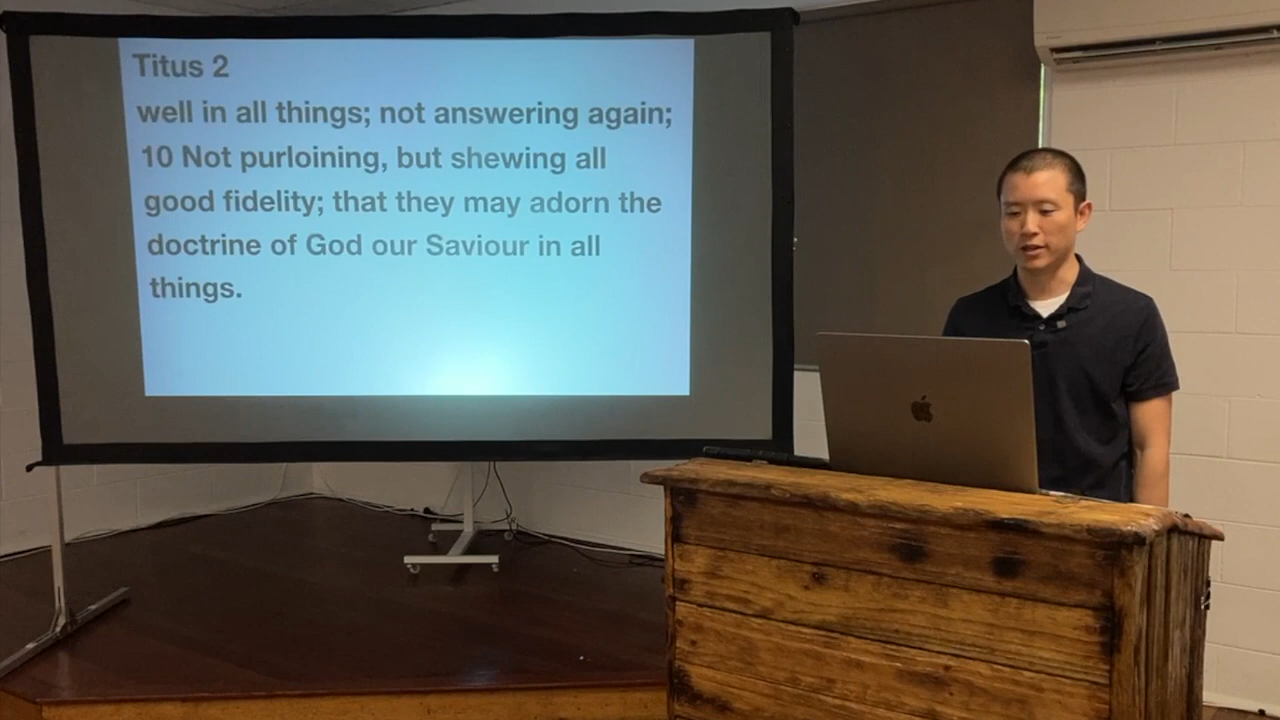 Titus 2
well in all things; not answering again;
10 Not purloining, but shewing all
good fidelity; that they may adorn the
doctrine of God our Saviour in all
things.